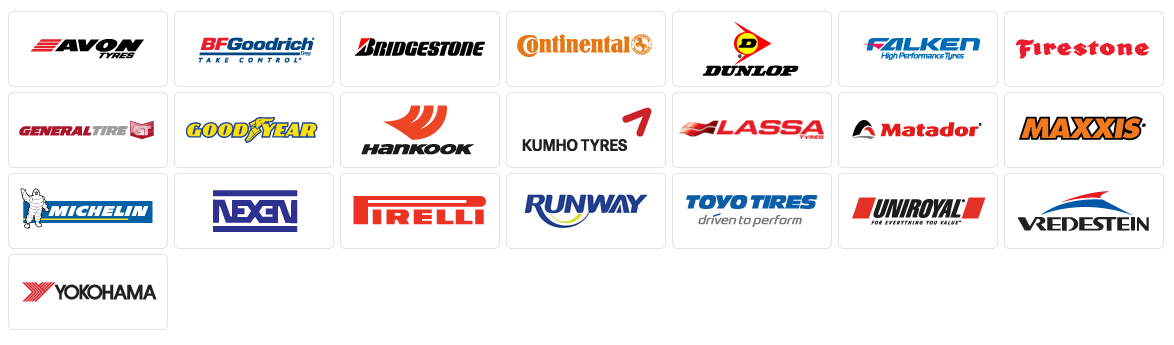 AVON
TYRES
BFGoodrich
TAKE CONTROL
BRIDGESTONE
Continental
D
DUNLOP
FALKEN
High Performance Tyres
Firestone
GENERAL TIRE GT
GOODYEAR
HANKOOK
KUMHO TYRES
LASSA
TYRES
Matador
MAXXIS
MICHELIN
NEXEN
PIRELLI
RUNWAY
TOYO TIRES
driven to perform
UNIROYAL
FOR EVERYTHING YOU VALUE
VREDESTEIN
YOKOHAMA